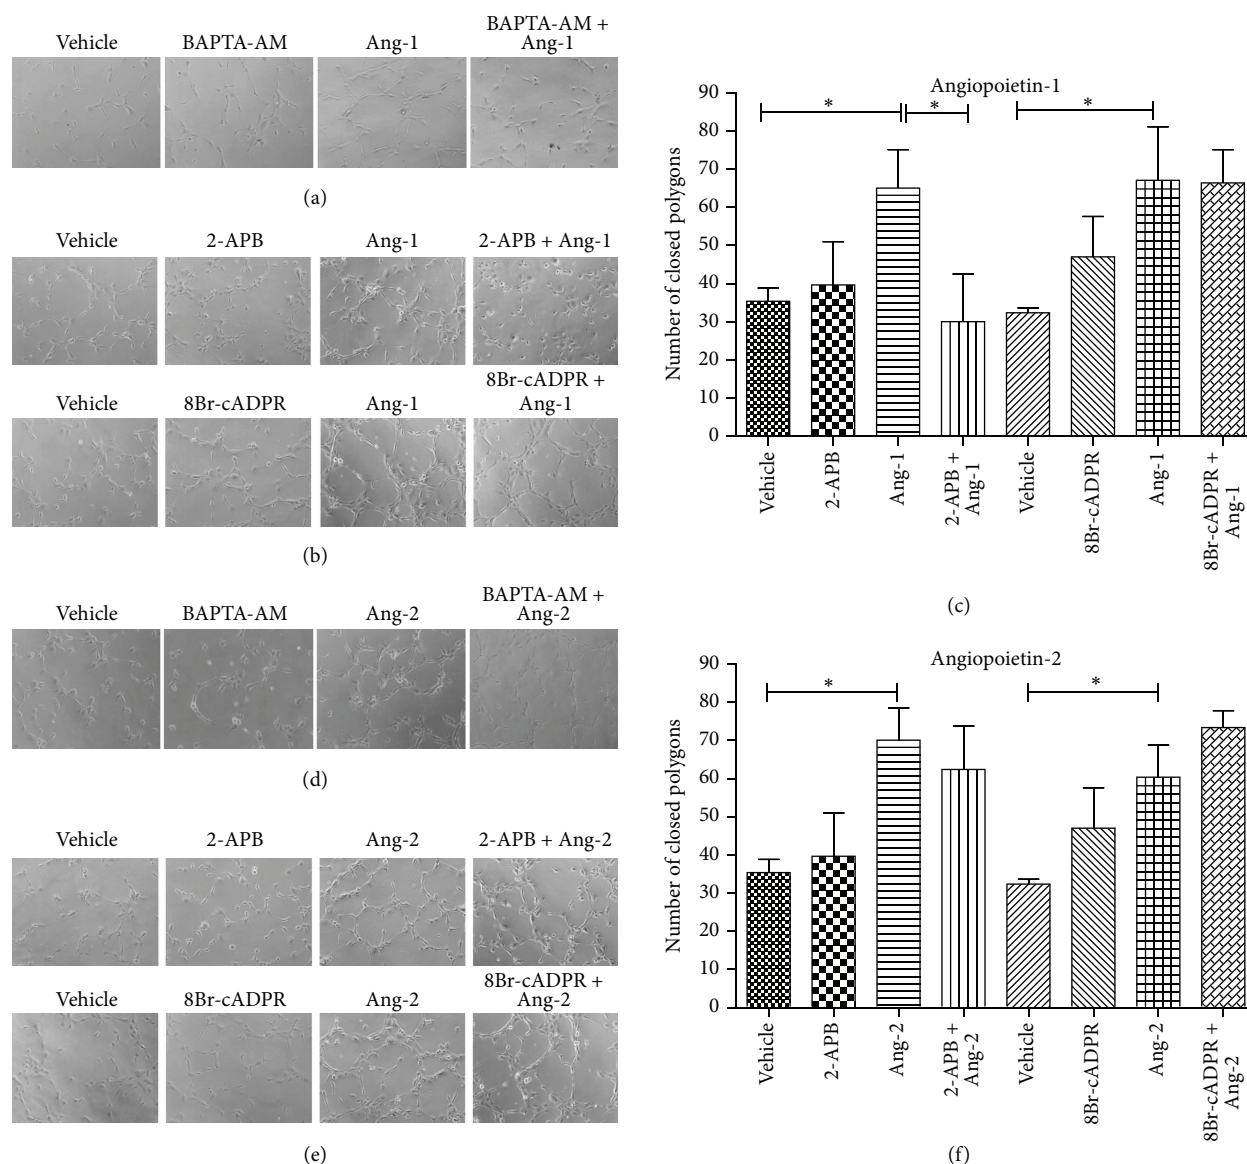 BAPTA-AM +
Vehicle BAPTA-AM Ang-1 Ang-1
(a)
Vehicle 2-APB Ang-1 2-APB + Ang-1
8Br-cADPR +
Vehicle 8Br-cADPR Ang-1 Ang-1
(b)
Angiopoietin-1
* * *
Number of closed polygons
90
80
70
60
50
40
30
20
10
0
Vehicle
2-APB
Ang-1
2-APB +
Ang-1
Vehicle
8Br-cADPR
Ang-1
8Br-cADPR +
Ang-1
(c)
BAPTA-AM +
Vehicle BAPTA-AM Ang-2 Ang-2
(d)
Vehicle 2-APB Ang-2 2-APB + Ang-2
8Br-cADPR +
Vehicle 8Br-cADPR Ang-2 Ang-2
(e)
Angiopoietin-2
* *
Number of closed polygons
90
80
70
60
50
40
30
20
10
0
Vehicle
2-APB
Ang-2
2-APB +
Ang-2
Vehicle
8Br-cADPR
Ang-2
8Br-cADPR +
Ang-2
(f)